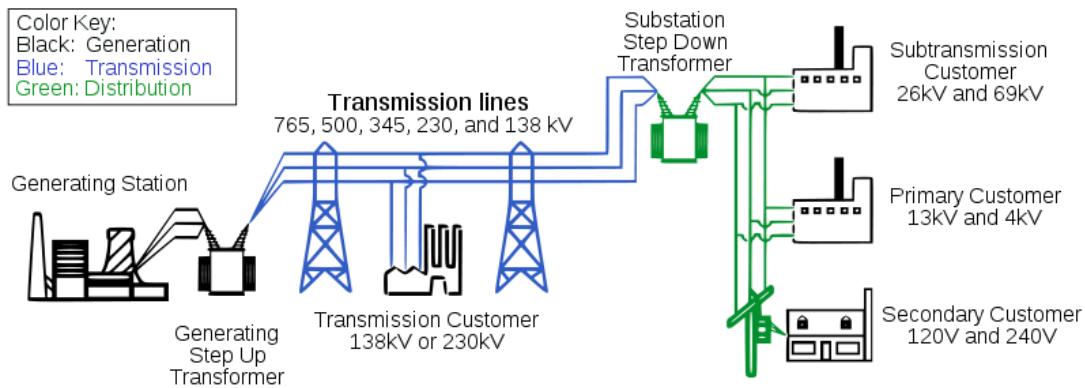 Color Key:
Black: Generation
Blue: Transmission
Green: Distribution
Substation
Step Down
Transformer
Subtransmission
Customer
26kV and 69kV
Transmission lines
765, 500, 345, 230, and 138 kV
Generating Station
Primary Customer
13kV and 4kV
Transmission Customer
138kV or 230kV
Generating
Step Up
Transformer
Secondary Customer
120V and 240V